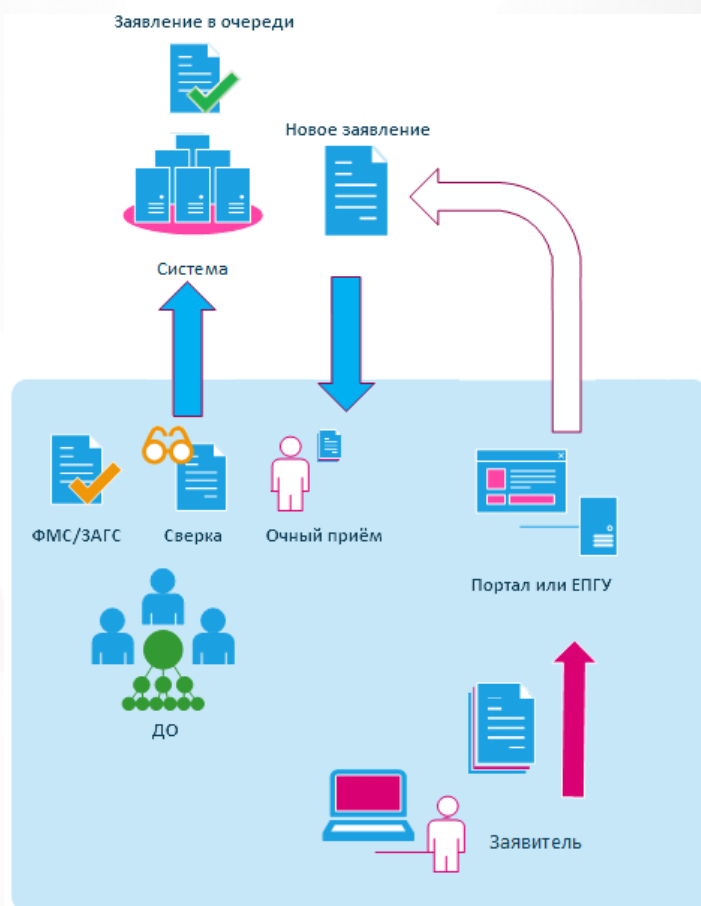 Заявление в очереди
Новое заявление
Система
ФМС/ЗАГС
Сверка
Очный приём
Портал или ЕПГУ
ДО
Заявитель